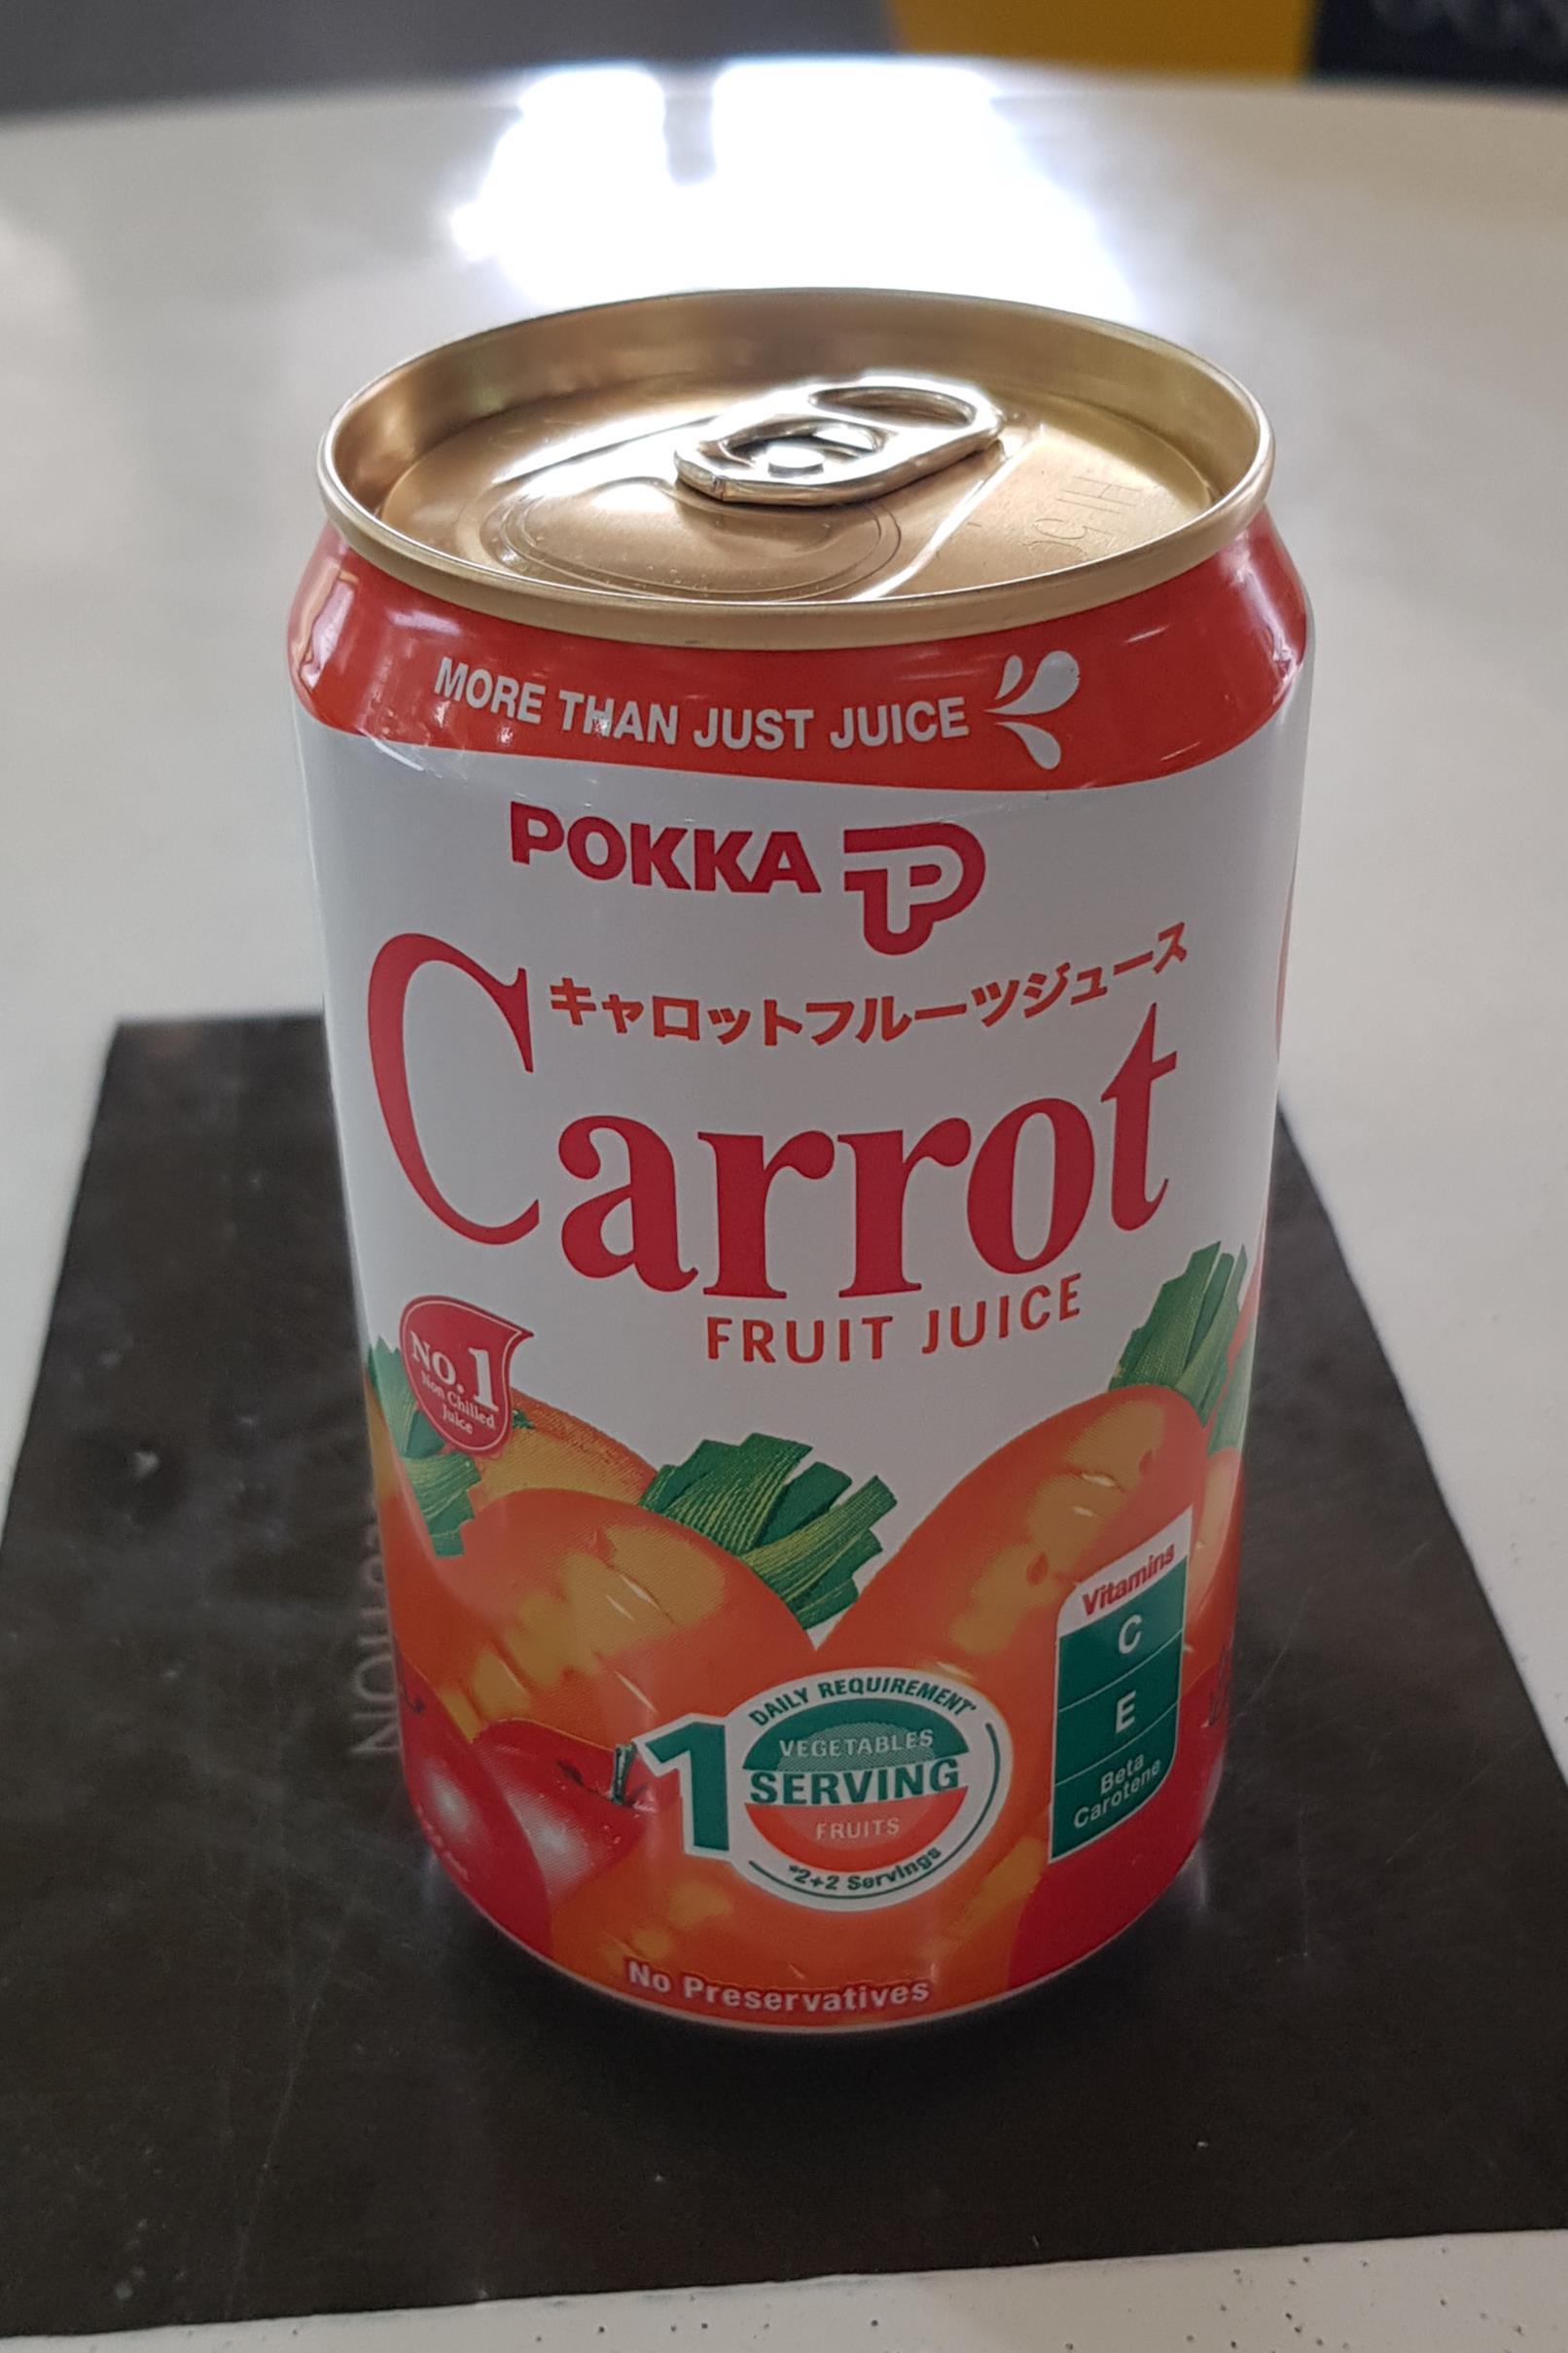 MORE THAN JUST JUICE
POKKA
キャロットフルーツジュース
Carrot
FRUIT JUICE
NO.1
Non Chilled
Juice
Vitamins
C
E
Beta
Carotene
DAILY REQUIREMENT*
VEGETABLES
1 SERVING
FRUITS
*2+2 Servings
No Preservatives